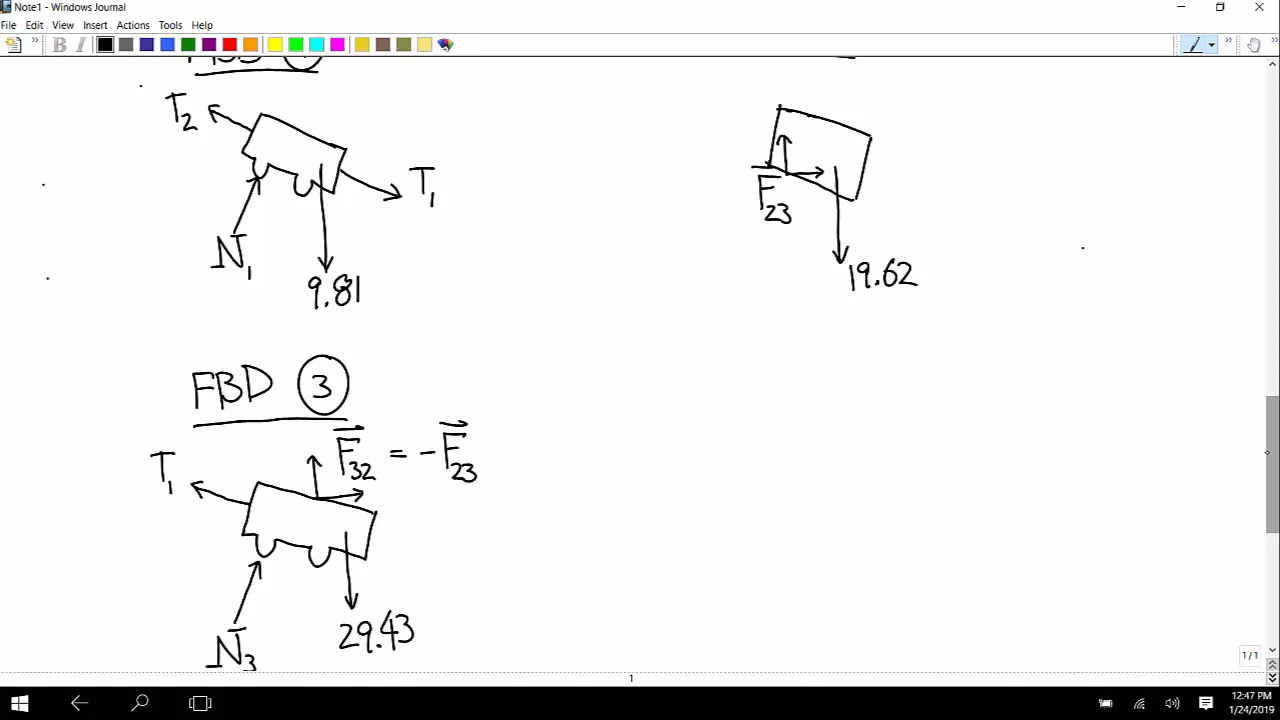 Note1 - Windows Journal
File Edit View Insert Actions Tools Help
B I
T2
T1
N1
9.81
F23
19.62
FBD 3
T1
F32 = -F23
N3
29.43
1/1
1
12:47 PM
1/24/2019